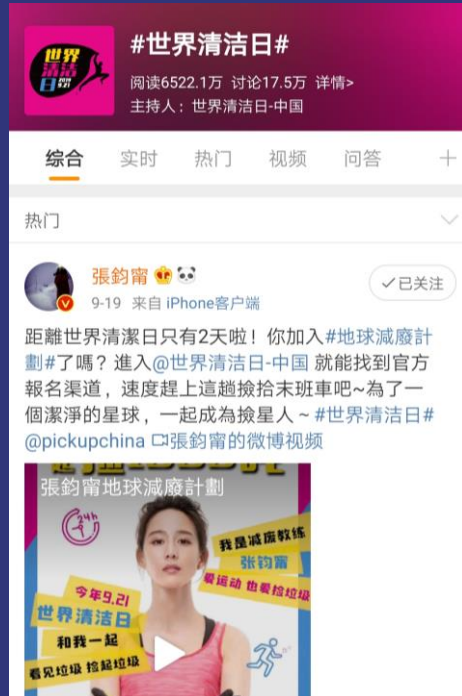 世界
清洁
日
2019
9.21
#世界清洁日#
阅读6522.1万 讨论17.5万 详情>
主持人：世界清洁日-中国
综合 实时 热门 视频 问答
热门
張鈞甯
9-19 来自 iPhone客户端
已关注
距離世界清潔日只有2天啦！你加入#地球減廢計
劃#了嗎？進入@世界清洁日-中国 就能找到官方
報名渠道，速度趕上這趟撿拾末班車吧~為了一
個潔淨的星球，一起成為撿星人～#世界清洁日#
@pickupchina 張鈞甯的微博视频
張鈞甯地球減廢計劃
24h
我是减废教练
张钧甯
爱运动 也爱捡垃圾
今年9.21
世界清洁日
和我一起
看见垃圾 捡起垃圾